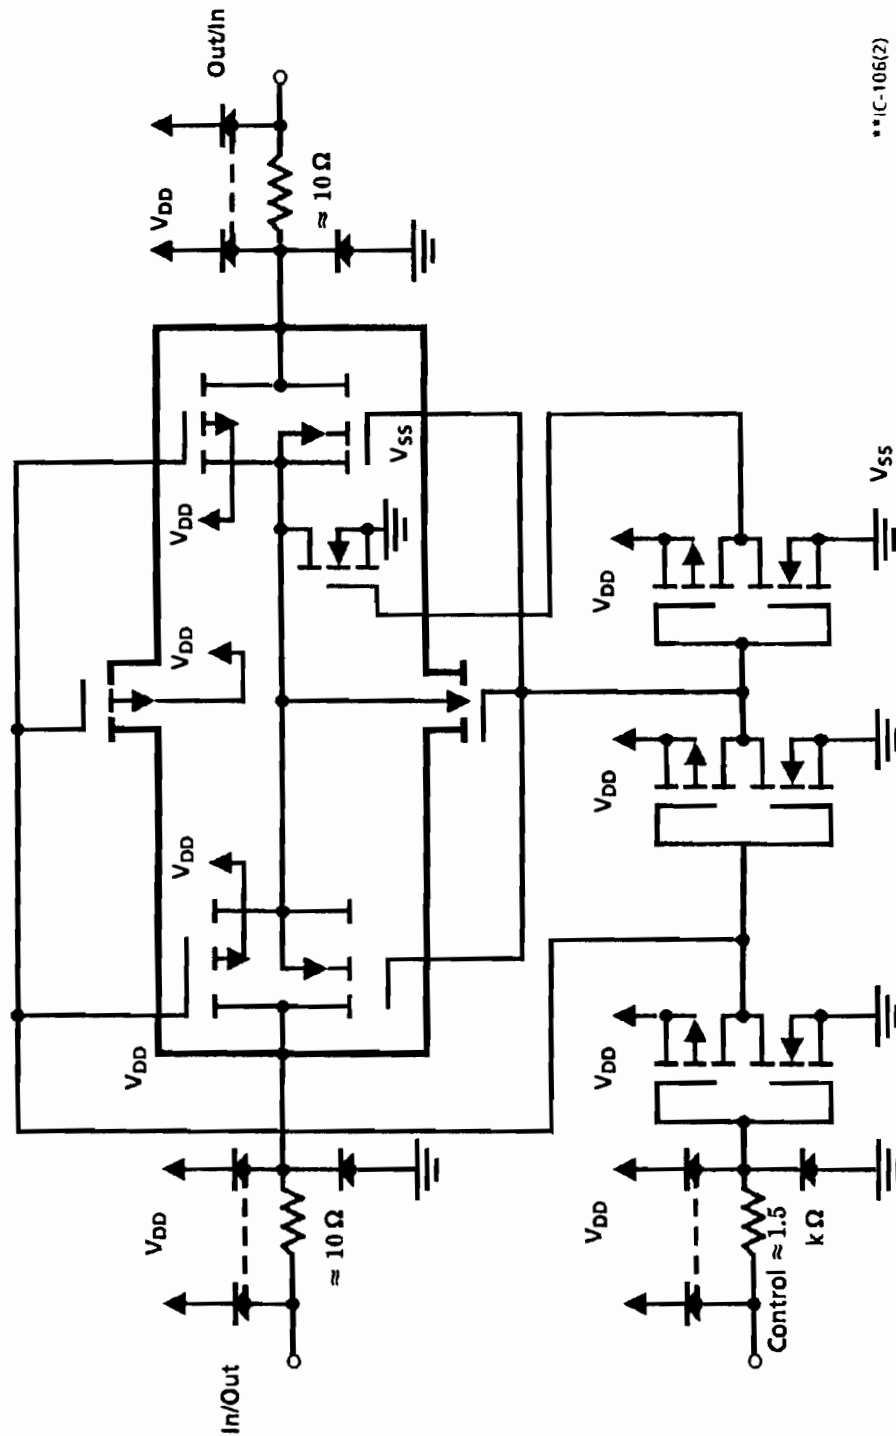 In/Out
V_DD
≈ 10 Ω
V_DD
V_DD
V_DD
V_DD
V_SS
V_DD
≈ 10 Ω
Out/In
V_DD
Control ≈ 1.5
k Ω
V_DD
V_DD
V_DD
V_SS
**IC-106(2)